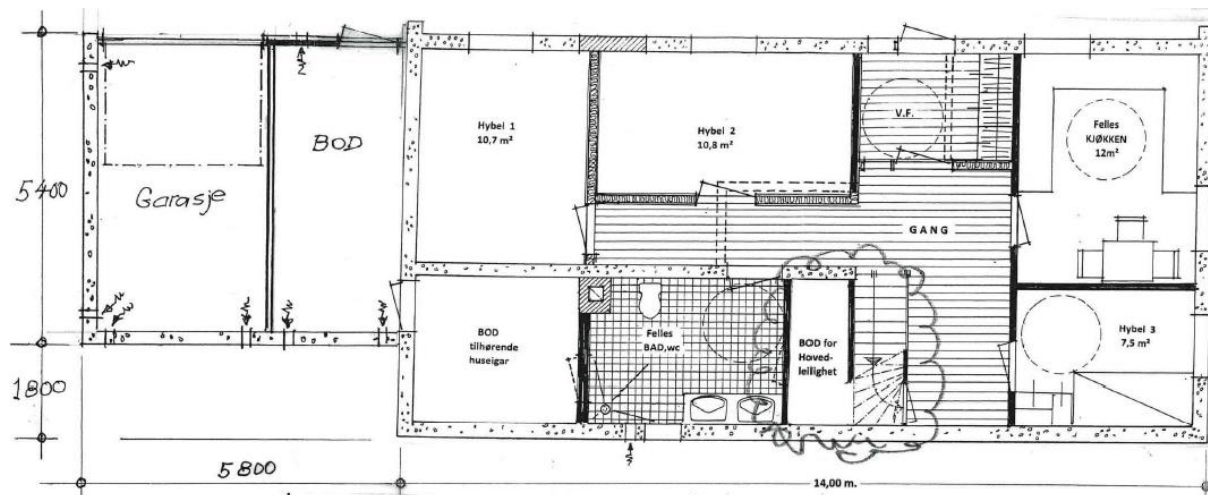 5400
1800
5800
14,00 m.
Garasje
BOD
Hybel 1
10,7 m²
Hybel 2
10,8 m²
V.F.
Felles
KJØKKEN
12m²
GANG
BOD
tilhørende
huseigar
Felles
BAD,wc
BOD for
Hoved-
leilighet
Hybel 3
7,5 m²